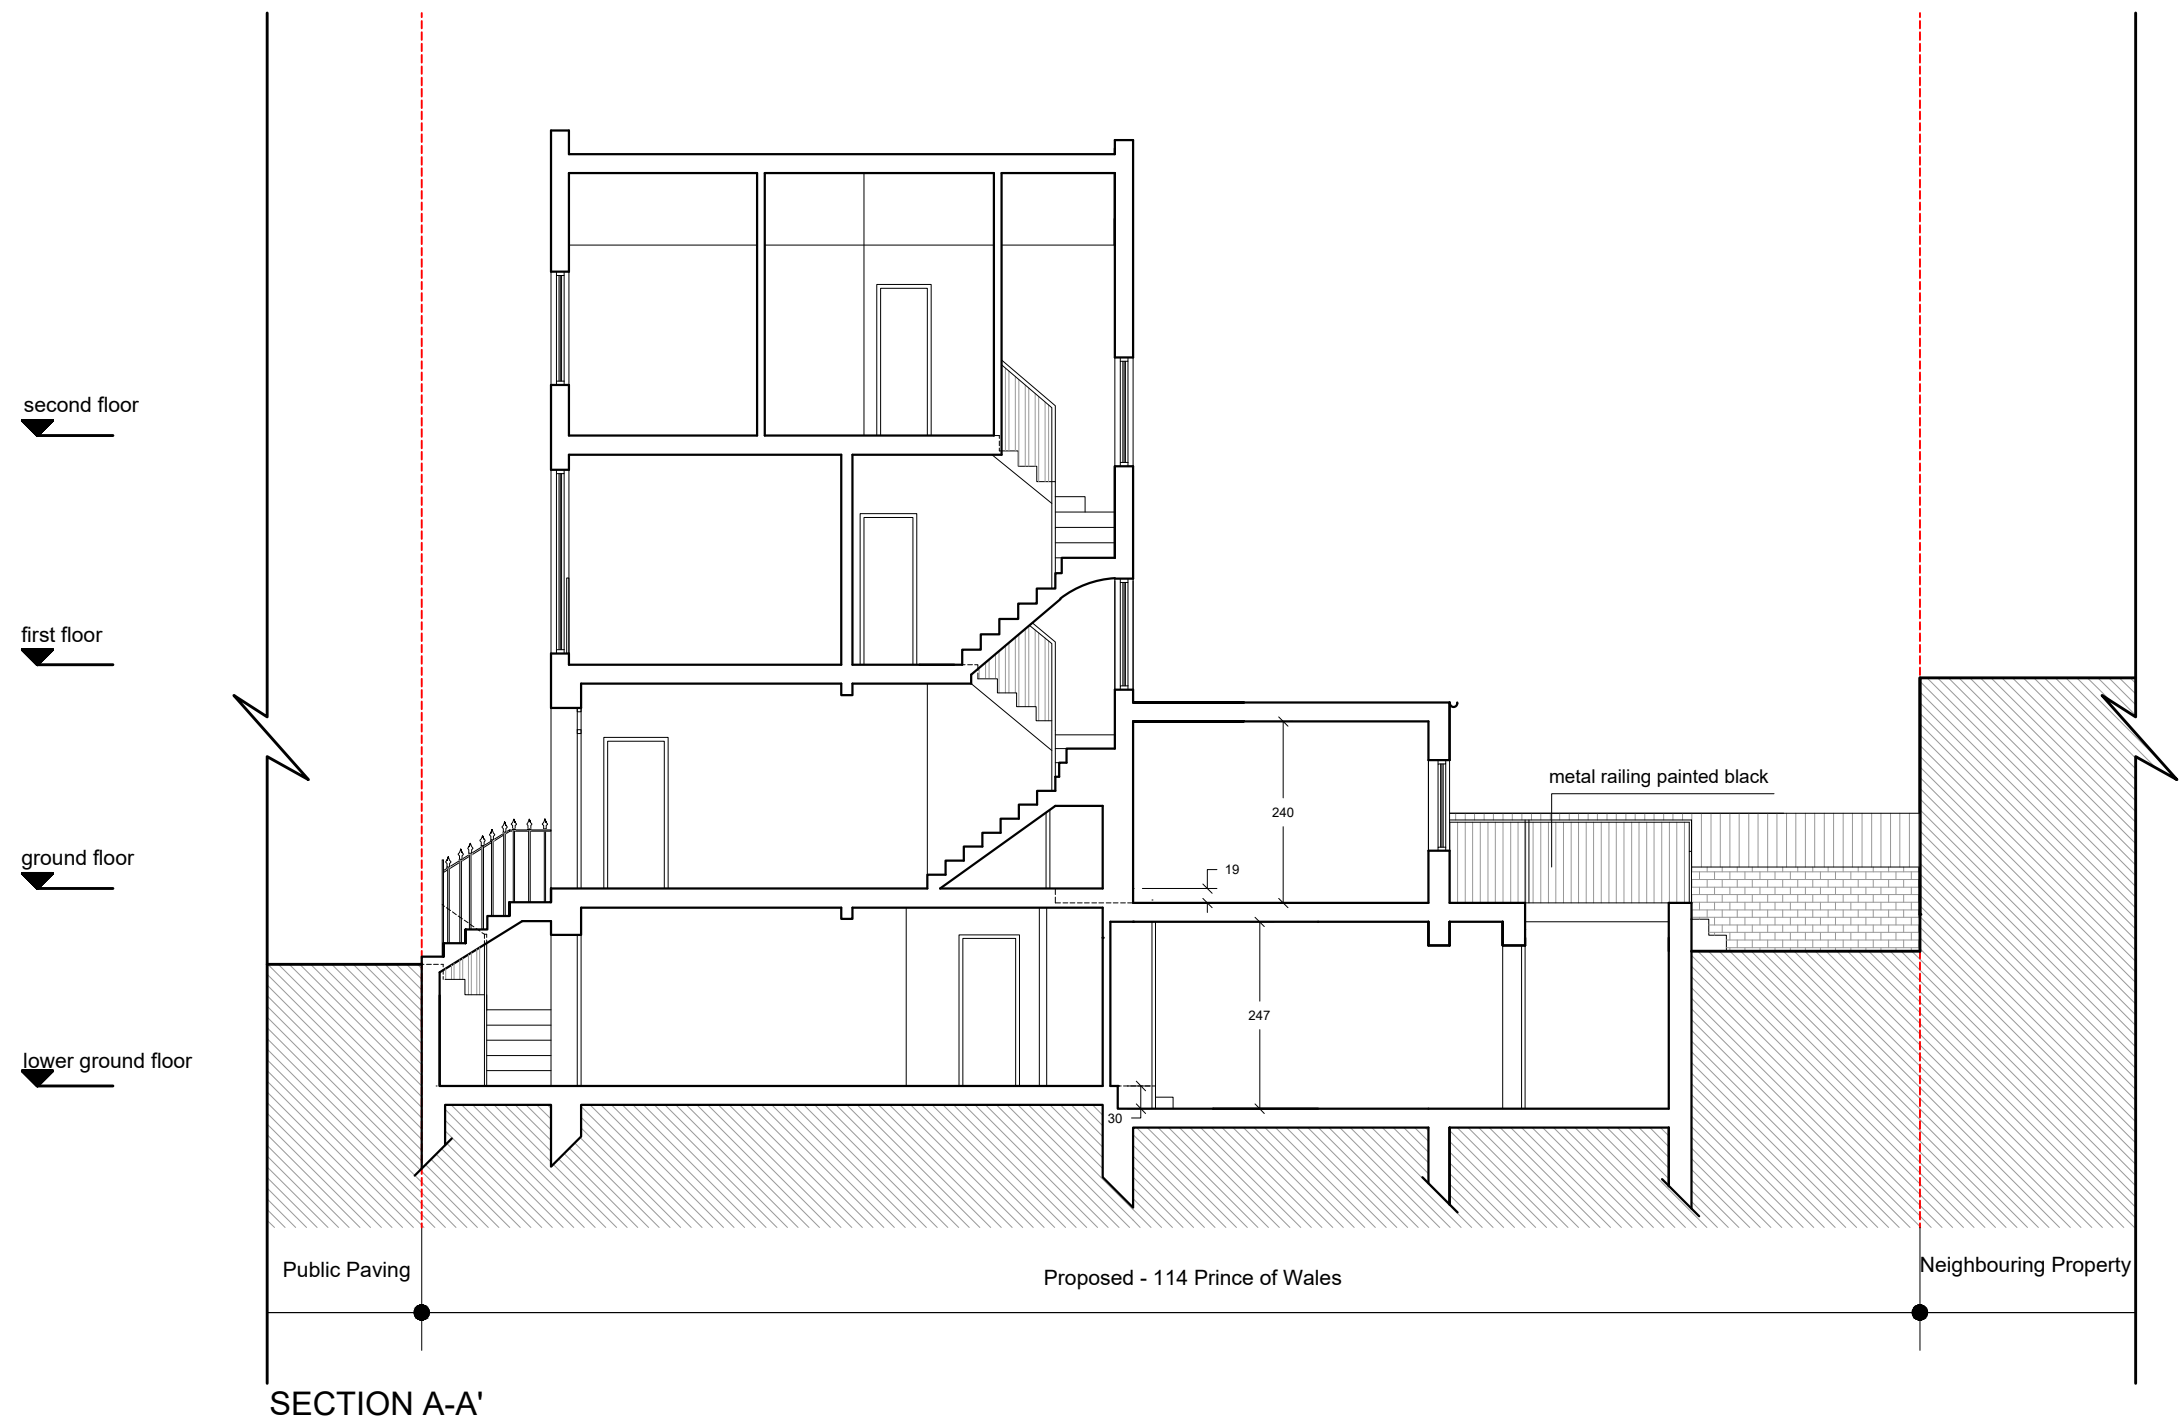 second floor
first floor
metal railing painted black
240
ground floor
19
247
lower ground floor
30
Public Paving
Proposed - 114 Prince of Wales
Neighbouring Property
SECTION A-A'